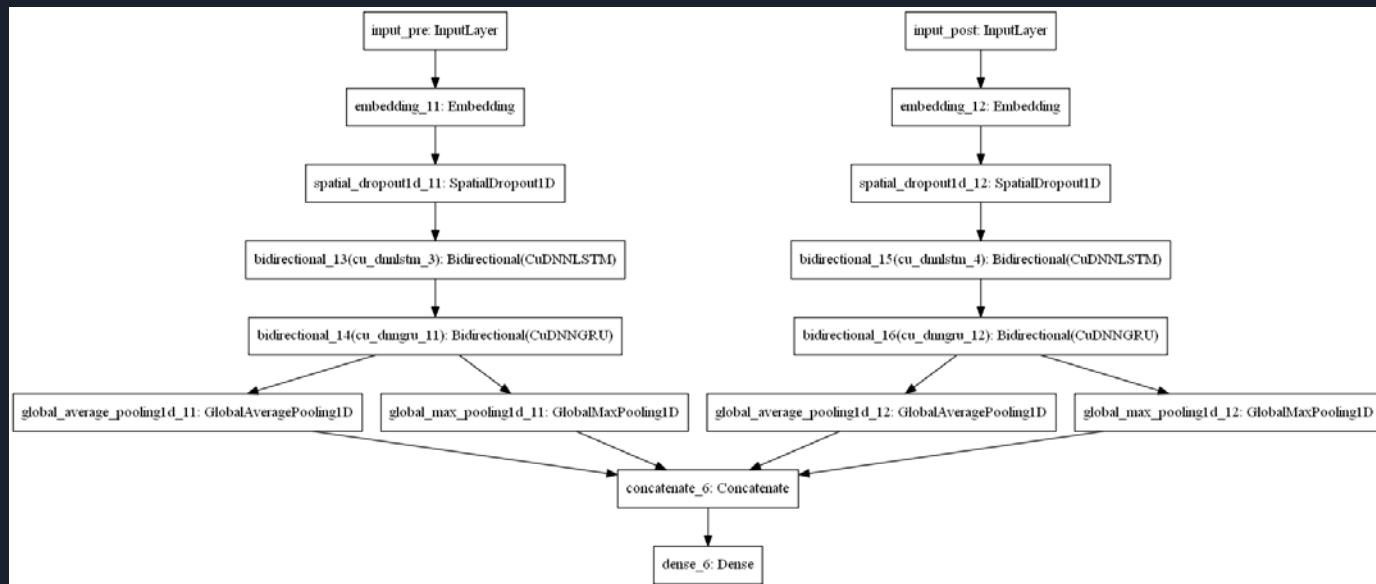 input_pre: InputLayer
input_post: InputLayer
embedding_11: Embedding
embedding_12: Embedding
spatial_dropout1d_11: SpatialDropout1D
spatial_dropout1d_12: SpatialDropout1D
bidirectional_13(cu_dnnlstm_3): Bidirectional(CuDNNLSTM)
bidirectional_15(cu_dnnlstm_4): Bidirectional(CuDNNLSTM)
bidirectional_14(cu_dnngru_11): Bidirectional(CuDNNGRU)
bidirectional_16(cu_dnngru_12): Bidirectional(CuDNNGRU)
global_average_pooling1d_11: GlobalAveragePooling1D
global_max_pooling1d_11: GlobalMaxPooling1D
global_average_pooling1d_12: GlobalAveragePooling1D
global_max_pooling1d_12: GlobalMaxPooling1D
concatenate_6: Concatenate
dense_6: Dense